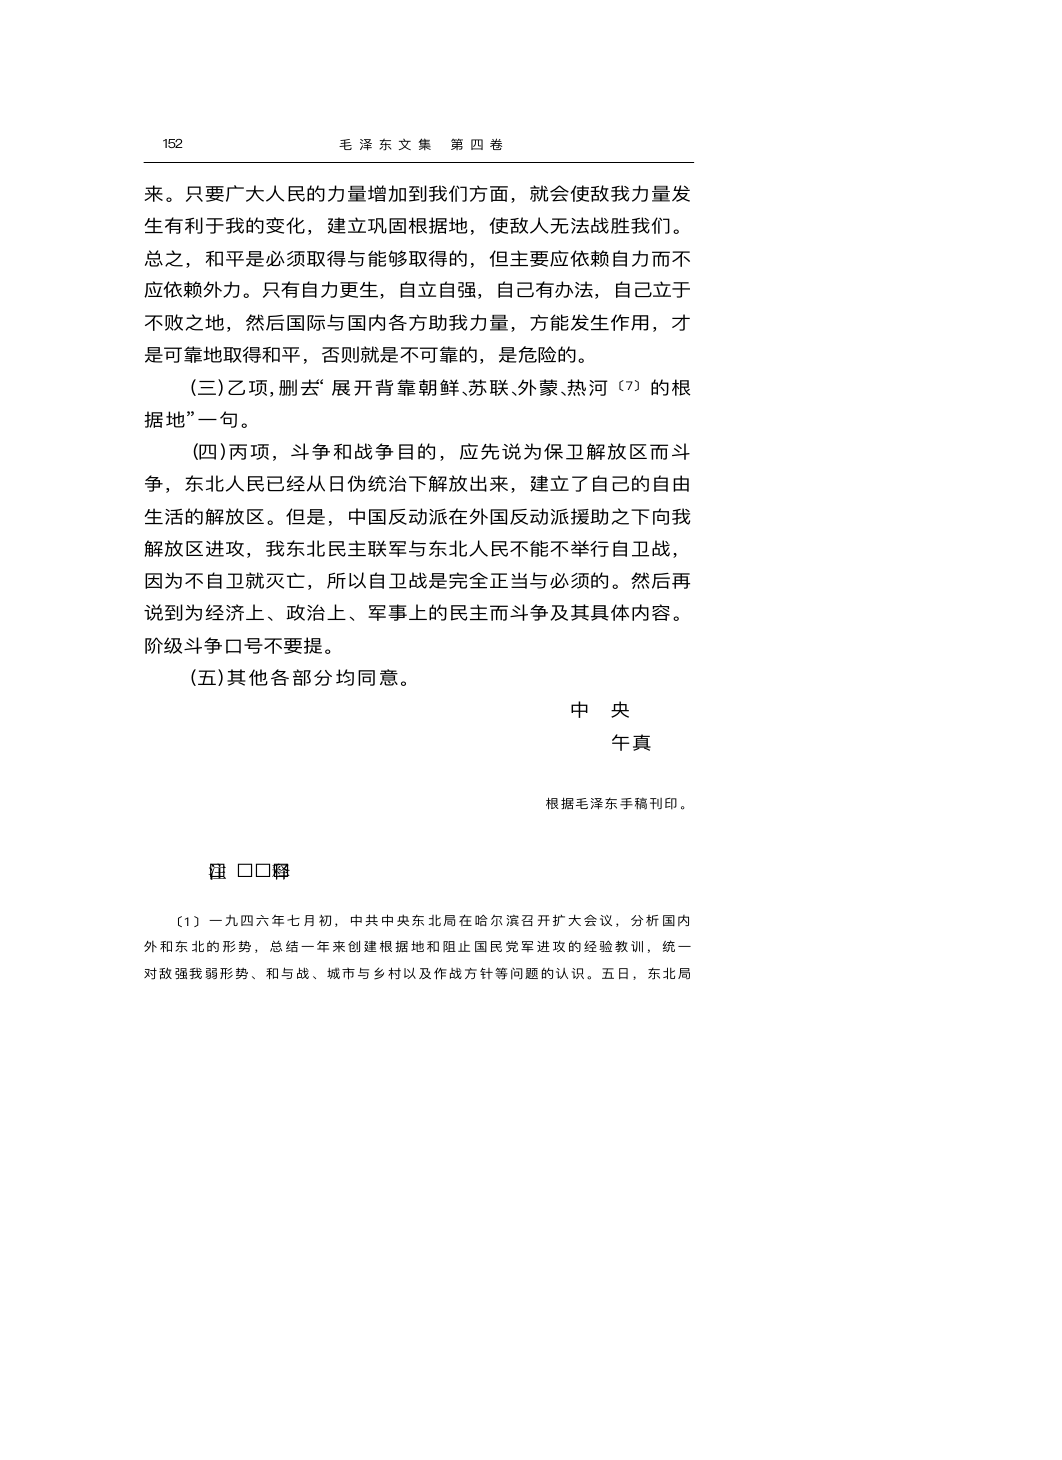 152 毛泽东文集 第四卷
来。只要广大人民的力量增加到我们方面，就会使敌我力量发
生有利于我的变化，建立巩固根据地，使敌人无法战胜我们。
总之，和平是必须取得与能够取得的，但主要应依赖自力而不
应依赖外力。只有自力更生，自立自强，自己有办法，自己立于
不败之地，然后国际与国内各方助我力量，方能发生作用，才
是可靠地取得和平，否则就是不可靠的，是危险的。
(三)乙项,删去“展开背靠朝鲜、苏联、外蒙、热河〔7〕的根
据地”一句。
(四)丙项，斗争和战争目的，应先说为保卫解放区而斗
争，东北人民已经从日伪统治下解放出来，建立了自己的自由
生活的解放区。但是，中国反动派在外国反动派援助之下向我
解放区进攻，我东北民主联军与东北人民不能不举行自卫战，
因为不自卫就灭亡，所以自卫战是完全正当与必须的。然后再
说到为经济上、政治上、军事上的民主而斗争及其具体内容。
阶级斗争口号不要提。
(五)其他各部分均同意。
中 央
午真
根据毛泽东手稿刊印。
注 □□释
〔1〕一九四六年七月初，中共中央东北局在哈尔滨召开扩大会议，分析国内
外和东北的形势，总结一年来创建根据地和阻止国民党军进攻的经验教训，统一
对敌强我弱形势、和与战、城市与乡村以及作战方针等问题的认识。五日，东北局